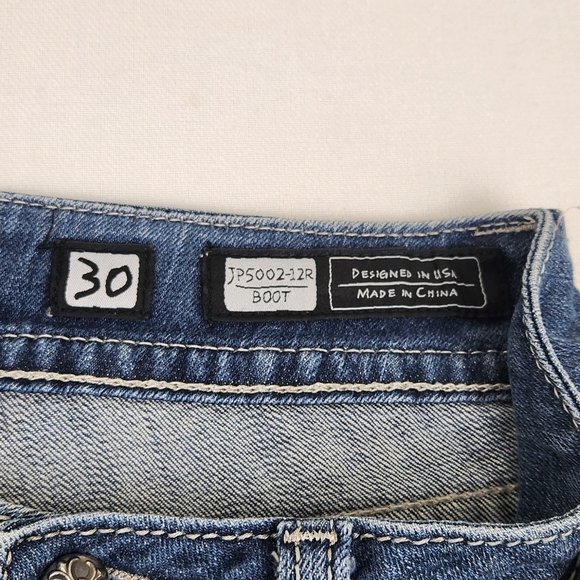 30
JP5002-12R
BOOT
DESIGNED IN USA
MADE IN CHINA